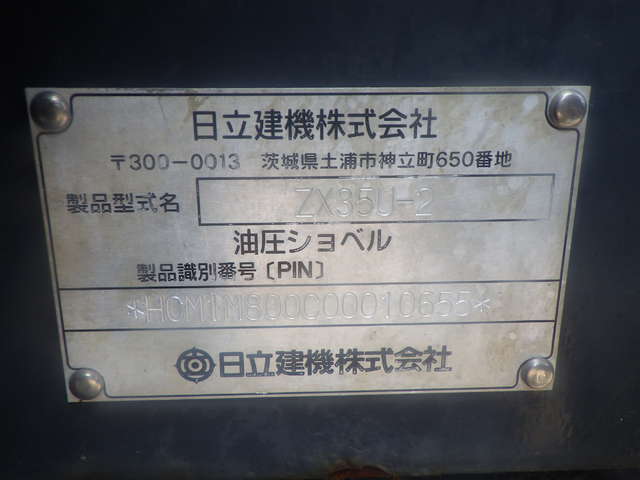 日立建機株式会社
〒300-0013 茨城県土浦市神立町650番地
製品型式名 ZX35U-2
油圧ショベル
製品識別番号〔PIN〕
*HCM1M800C00010655*
日立建機株式会社